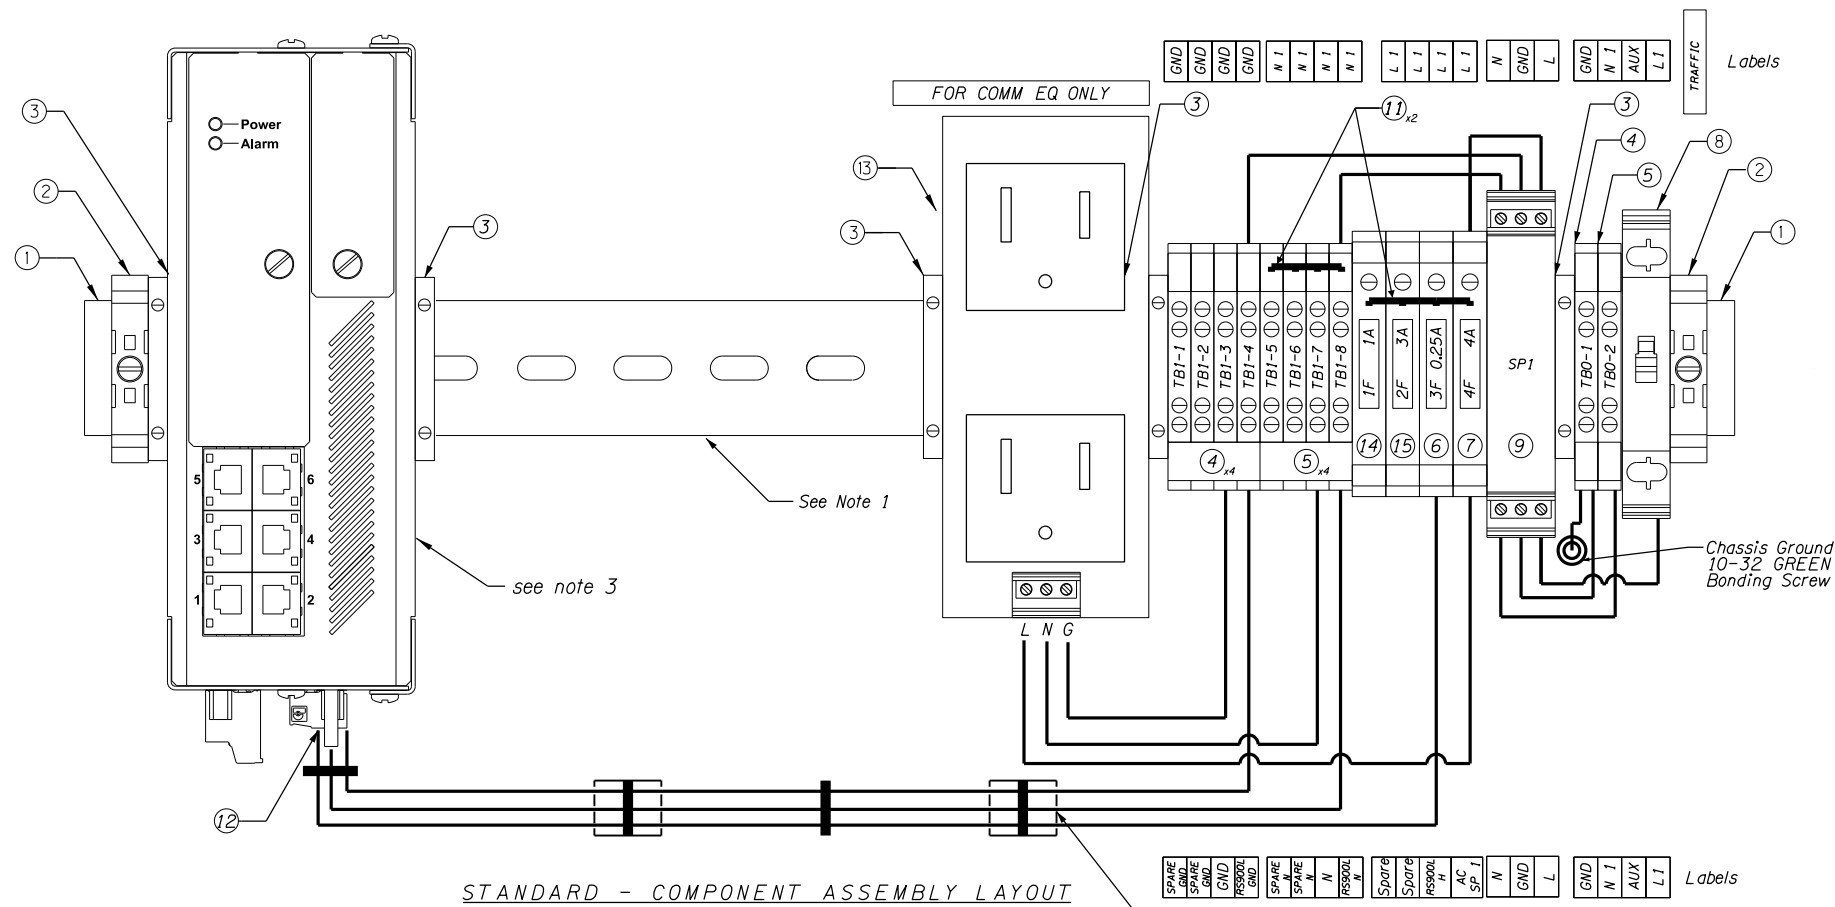 GND GND GND GND N 1 N 1 N 1 N 1 L 1 L 1 L 1 L 1 N GND L GND N 1 AUX L 1 TRAFFIC Labels
FOR COMM EQ ONLY
3 3 11 x2 3
Power
Alarm
4 8
13
5 2
2
3 3 1
1
TB1-1 TB1-2 TB1-3 TB1-4 TB1-5 TB1-6 TB1-7 TB1-8
1F 1A
2F 3A
3F 0.25A
4F 4A
SP1
TB0-1 TB0-2
4 x4 5 x4 14 15 6 7 9
See Note 1
5 6
3 4
1 2
see note 3
Chassis Ground
10-32 GREEN
Bonding Screw
L N G
12
SPARE GND SPARE GND GND RS900L GND SPARE N SPARE N N RS900L N Spare Spare RS900L H AC SP 1 N GND L GND N 1 AUX L 1 Labels
STANDARD - COMPONENT ASSEMBLY LAYOUT